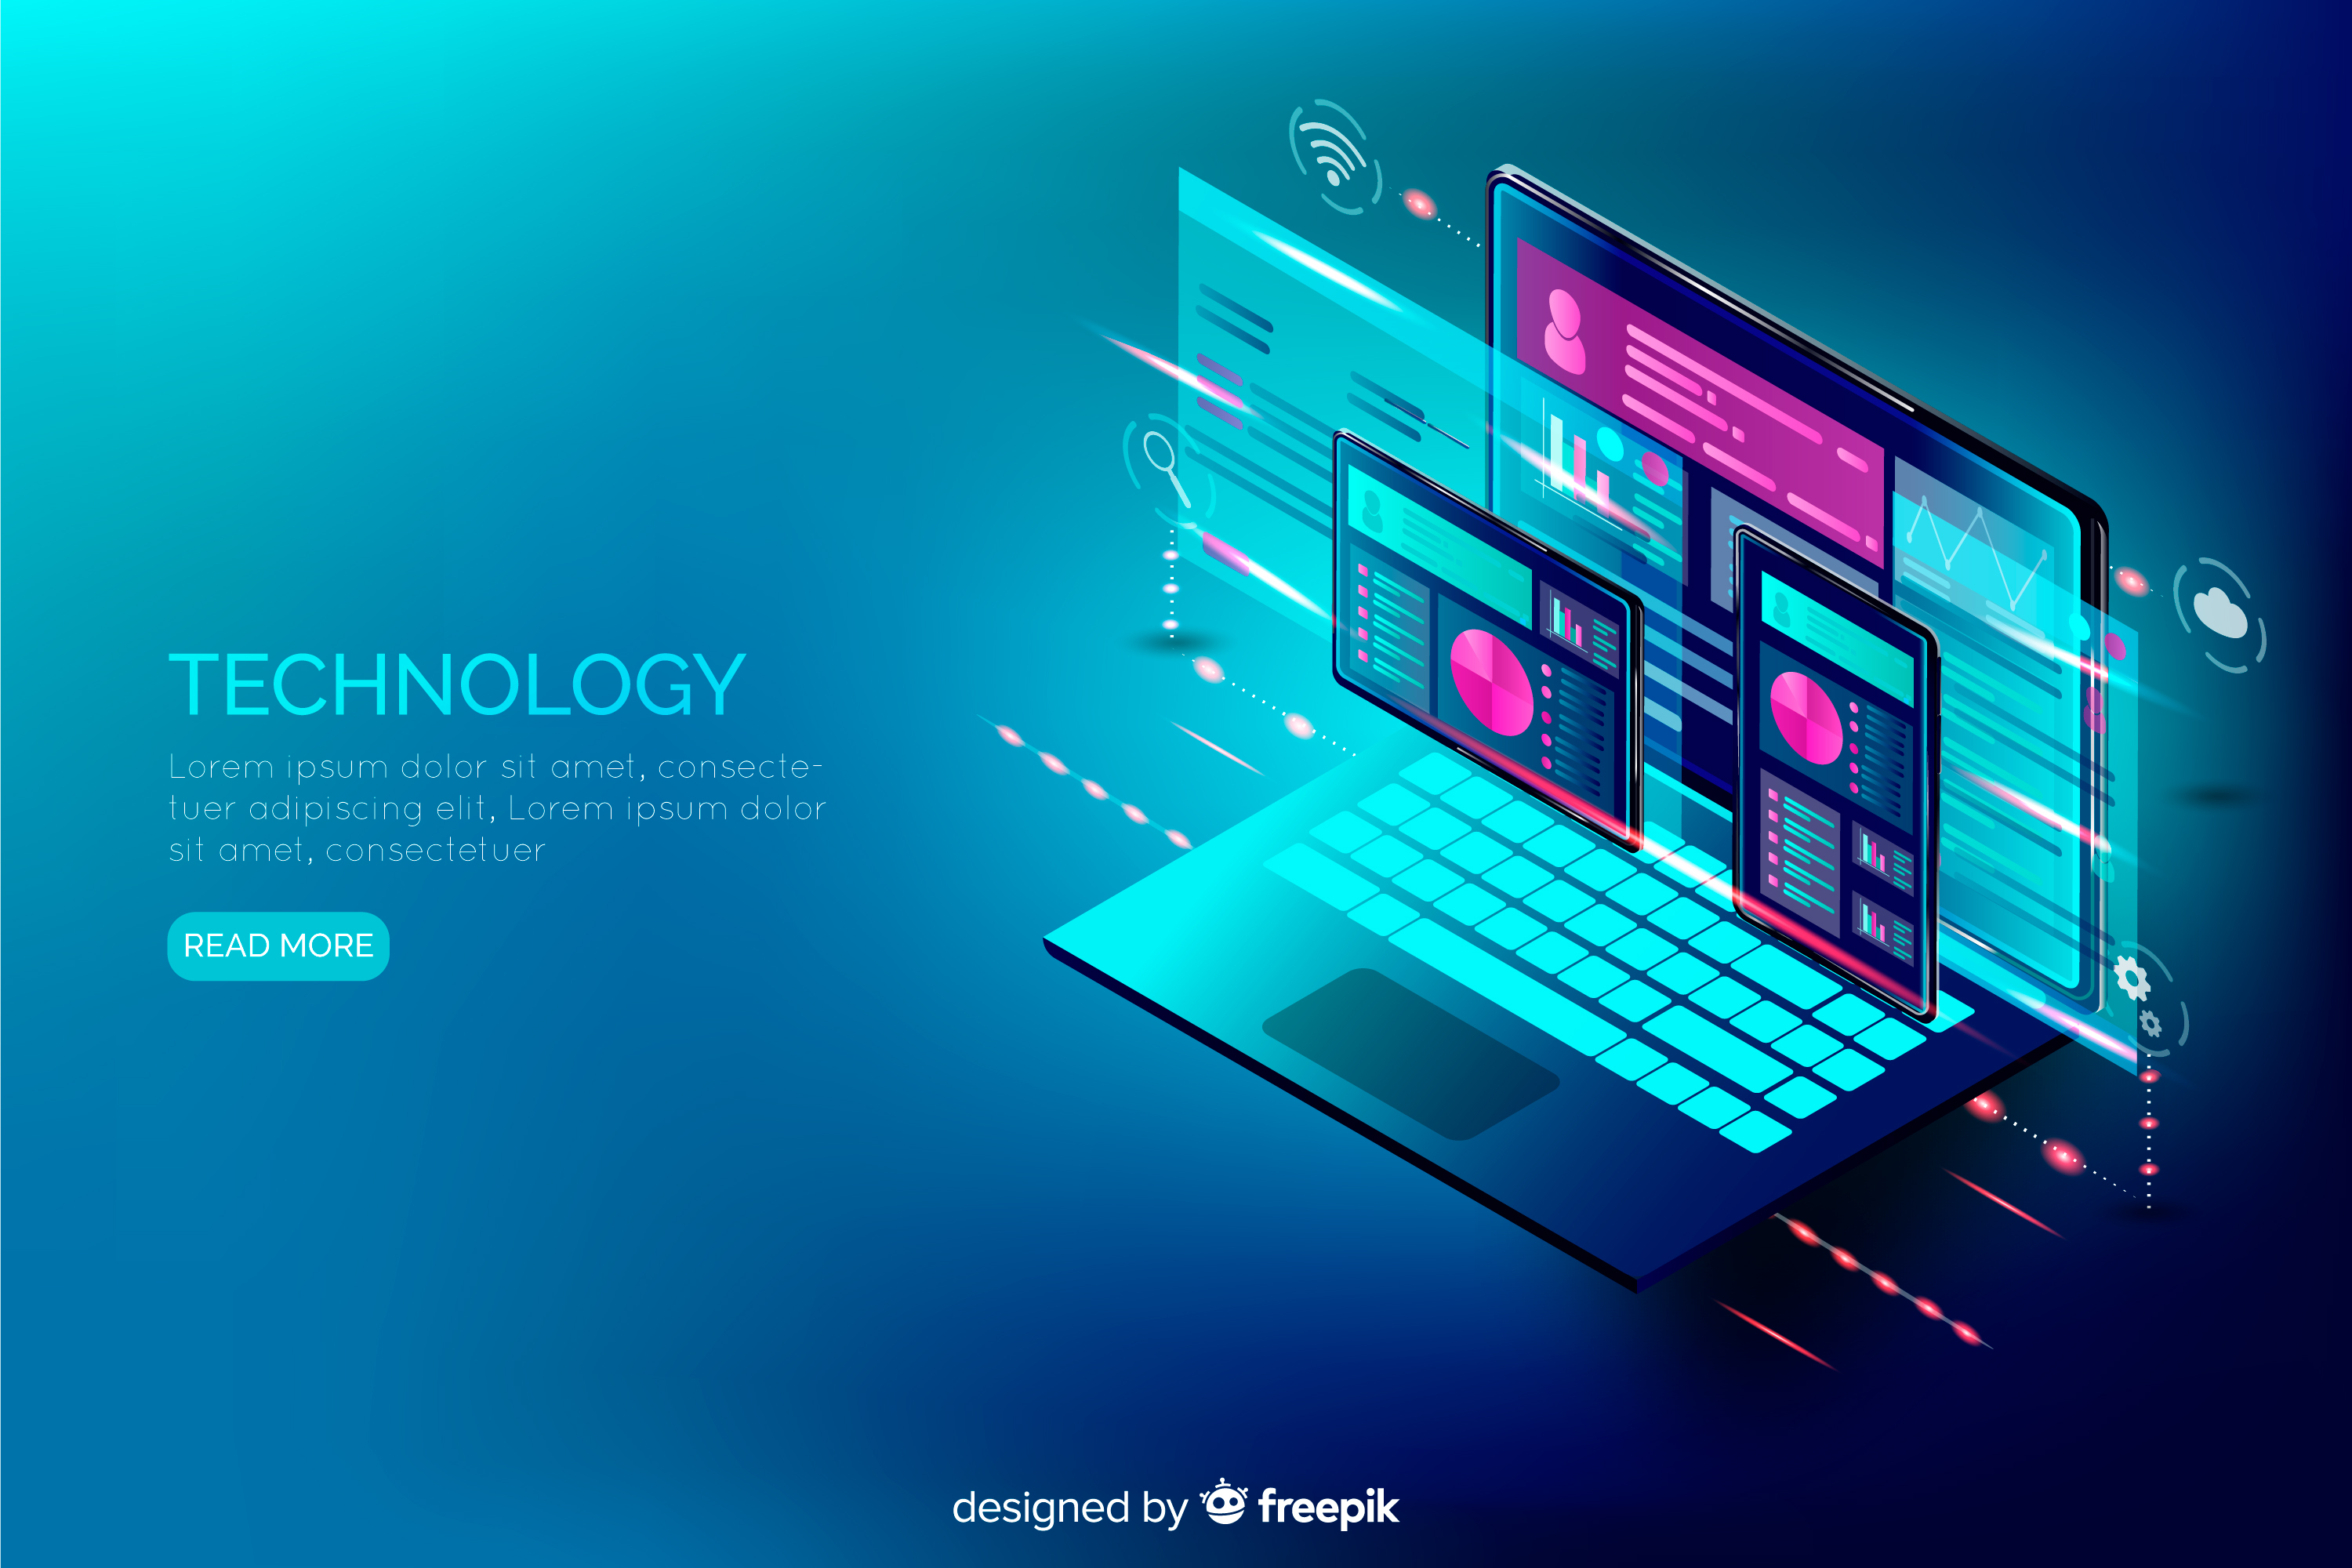 TECHNOLOGY
Lorem ipsum dolor sit amet, consecte-
tuer adipiscing elit, Lorem ipsum dolor
sit amet, consectetuer
READ MORE
designed by freepik